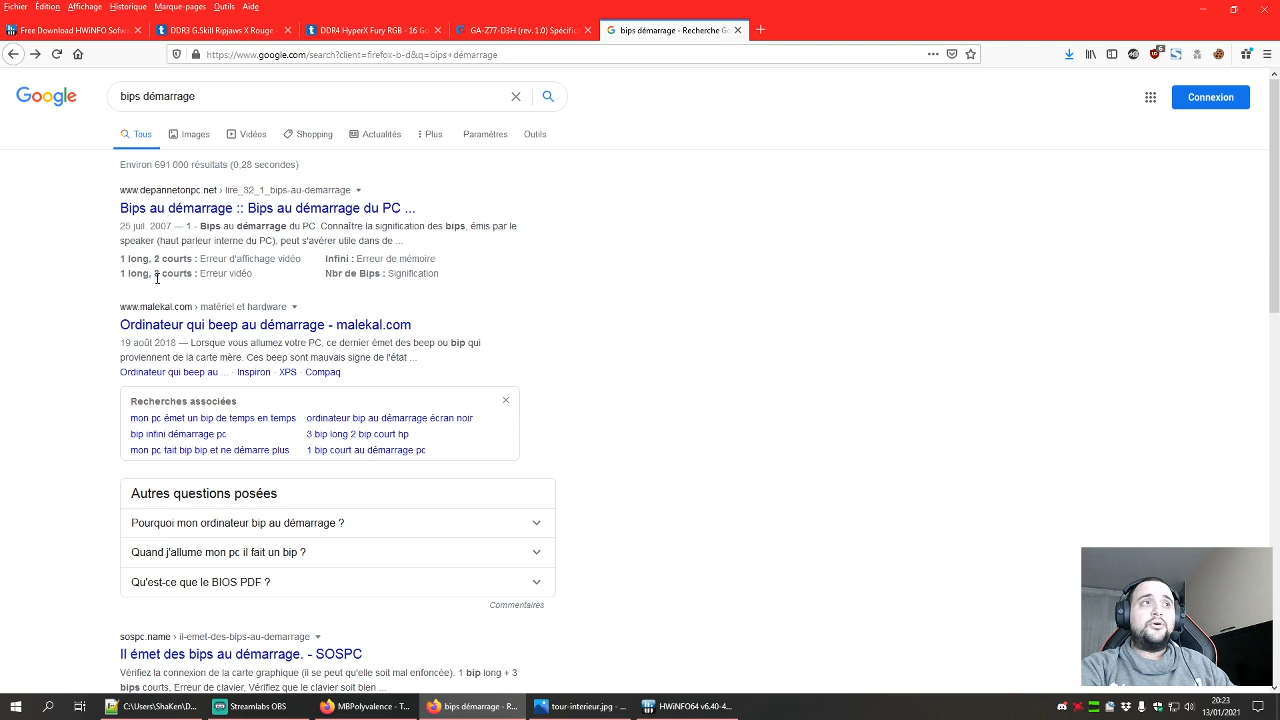 Fichier Édition Affichage Historique Marque-pages Outils Aide
Free Download HWiNFO Softw
DDR3 G.Skill Ripjaws X Rouge -
DDR4 HyperX Fury RGB - 16 Go
GA-Z77-D3H (rev. 1.0) Spécific
bips démarrage - Recherche Go
https://www.google.com/search?client=firefox-b-d&q=bips+démarrage
Google
bips démarrage
Connexion
Tous Images Vidéos Shopping Actualités Plus Paramètres Outils
Environ 691 000 résultats (0,28 secondes)
www.depannetonpc.net › lire_32_1_bips-au-demarrage
Bips au démarrage :: Bips au démarrage du PC ...
25 juil. 2007 — 1 - Bips au démarrage du PC. Connaître la signification des bips, émis par le
speaker (haut parleur interne du PC), peut s'avérer utile dans de ...
1 long, 2 courts : Erreur d'affichage vidéo Infini : Erreur de mémoire
1 long, courts : Erreur vidéo Nbr de Bips : Signification
www.malekal.com › matériel et hardware
Ordinateur qui beep au démarrage - malekal.com
19 août 2018 — Lorsque vous allumez votre PC, ce dernier émet des beep ou bip qui
proviennent de la carte mère. Ces beep sont mauvais signe de l'état ...
Ordinateur qui beep au ... · Inspiron · XPS · Compaq
Recherches associées
mon pc émet un bip de temps en temps ordinateur bip au démarrage écran noir
bip infini démarrage pc 3 bip long 2 bip court hp
mon pc fait bip bip et ne démarre plus 1 bip court au démarrage pc
Autres questions posées
Pourquoi mon ordinateur bip au démarrage ?
Quand j'allume mon pc il fait un bip ?
Qu'est-ce que le BIOS PDF ?
Commentaires
sospc.name › il-emet-des-bips-au-demarrage
Il émet des bips au démarrage. - SOSPC
Vérifiez la connexion de la carte graphique (il se peut qu'elle soit mal enfoncée). 1 bip long + 3
bips courts, Erreur de clavier, Vérifiez que le clavier soit bien ...
C:\Users\ShaKen\Da...
Streamlabs OBS
MBPolyvalence - T...
bips démarrage - R...
tour-interieur.jpg - ...
HWiNFO64 v6.40-4...
20:23
13/01/2021